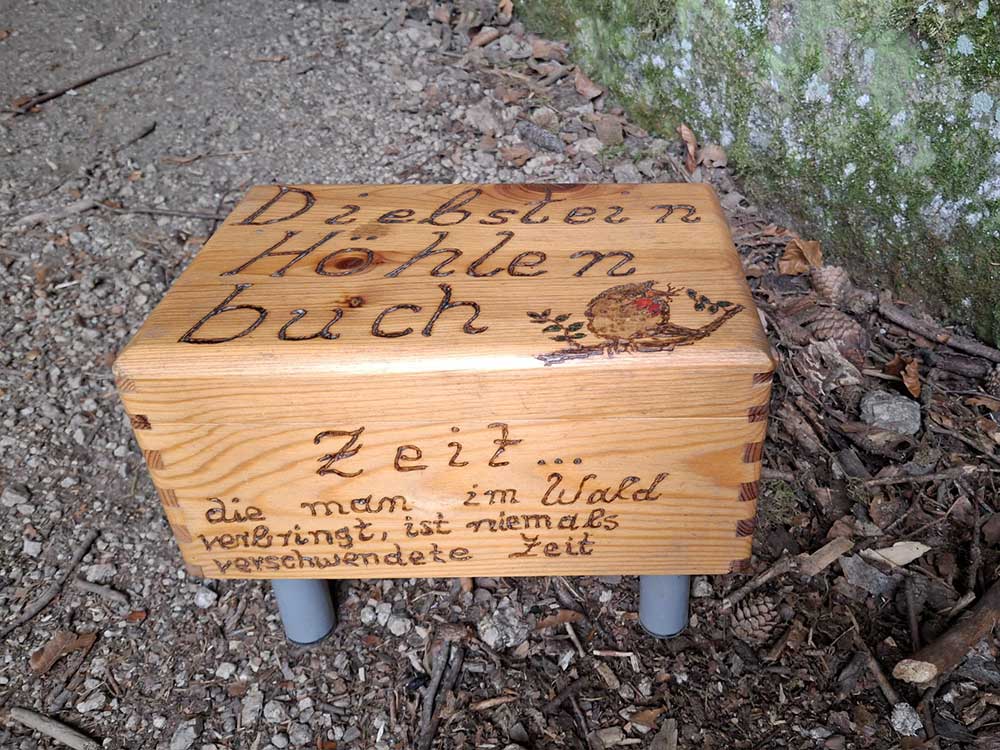 Diebstein
Höhlen
buch
Zeit...
die man im Wald
verbringt, ist niemals
verschwendete Zeit